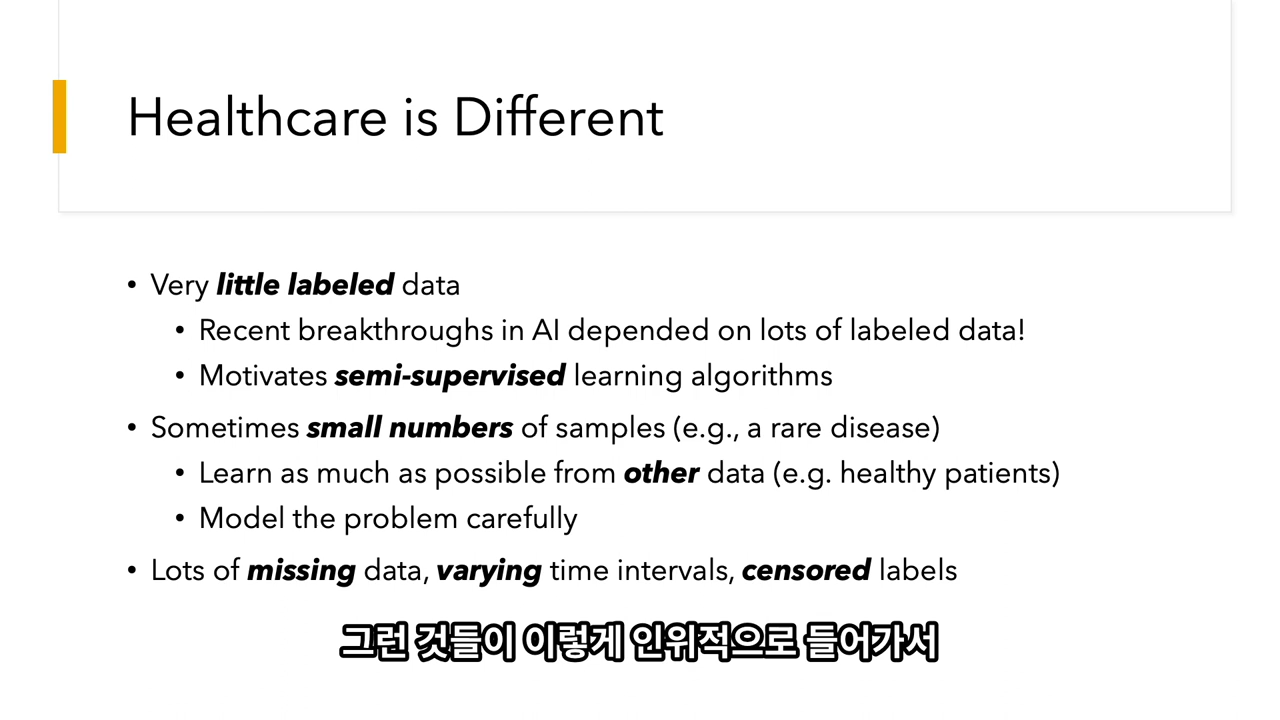 Healthcare is Different
• Very little labeled data
• Recent breakthroughs in AI depended on lots of labeled data!
• Motivates semi-supervised learning algorithms
• Sometimes small numbers of samples (e.g., a rare disease)
• Learn as much as possible from other data (e.g. healthy patients)
• Model the problem carefully
• Lots of missing data, varying time intervals, censored labels
그런 것들이 이렇게 인위적으로 들어가서